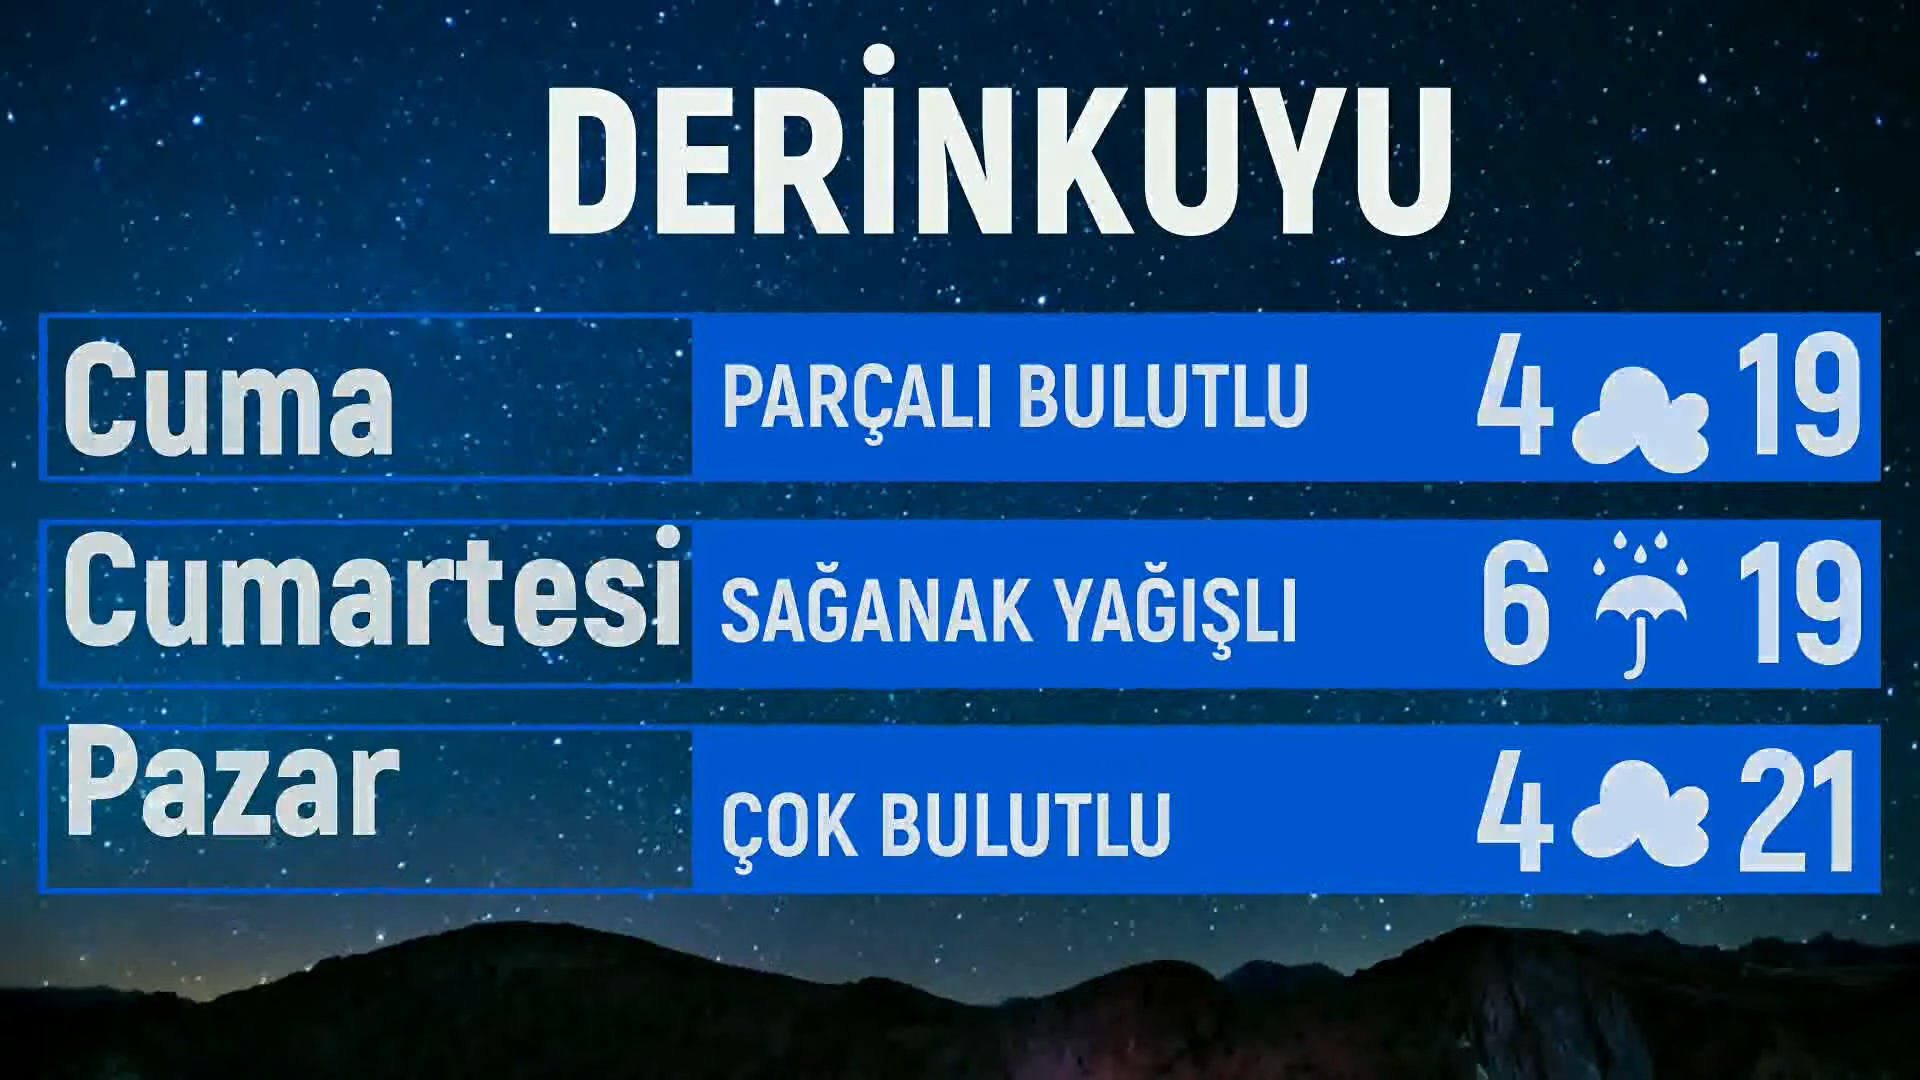 DERİNKUYU
Cuma PARÇALI BULUTLU 4 19
Cumartesi SAĞANAK YAĞIŞLI 6 19
Pazar ÇOK BULUTLU 4 21